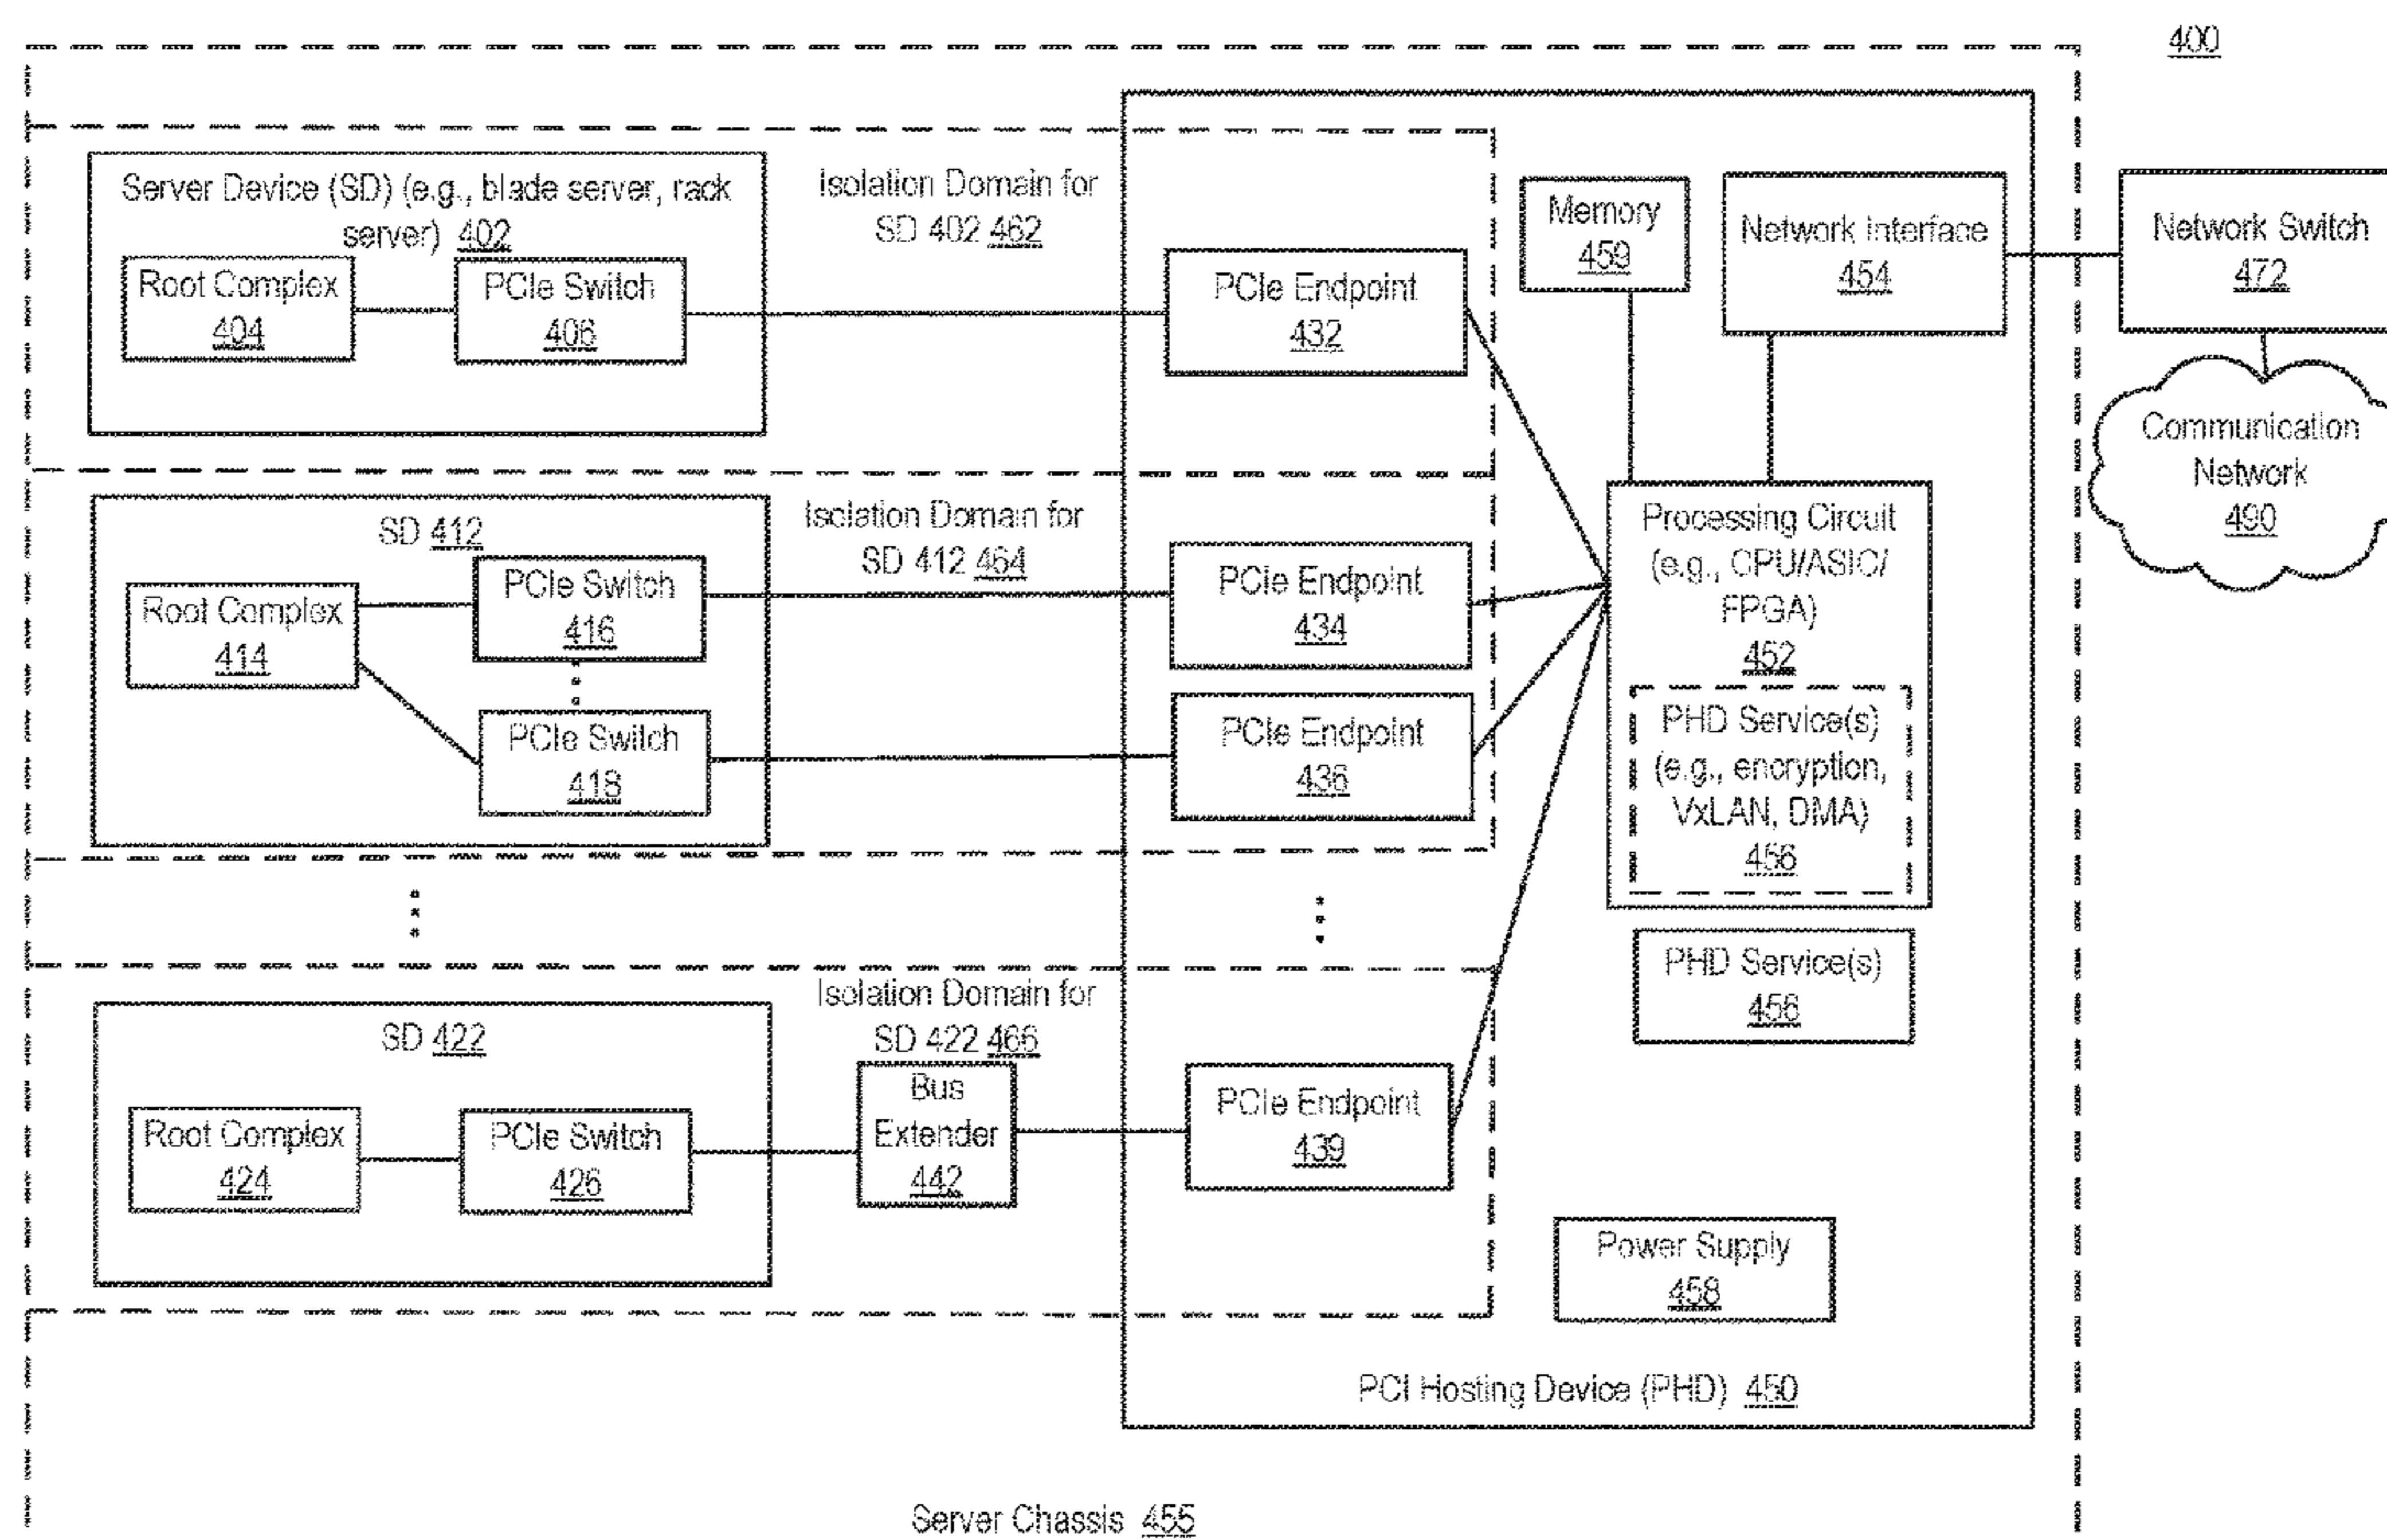 400
Server Device (SD) (e.g., blade server, rack
server) 402
Root Complex
404
PCIe Switch
406
Isolation Domain for
SD 402 462
PCIe Endpoint
432
Memory
459
Network Interface
454
Network Switch
472
Communication
Network
490
SD 412
Root Complex
414
PCIe Switch
416
PCIe Switch
418
Isolation Domain for
SD 412 464
PCIe Endpoint
434
PCIe Endpoint
436
Processing Circuit
(e.g., CPU/ASIC/
FPGA)
452
PHD Service(s)
(e.g., encryption,
VxLAN, DMA)
456
PHD Service(s)
456
SD 422
Root Complex
424
PCIe Switch
426
Isolation Domain for
SD 422 466
Bus
Extender
442
PCIe Endpoint
439
Power Supply
458
PCI Hosting Device (PHD) 450
Server Chassis 455